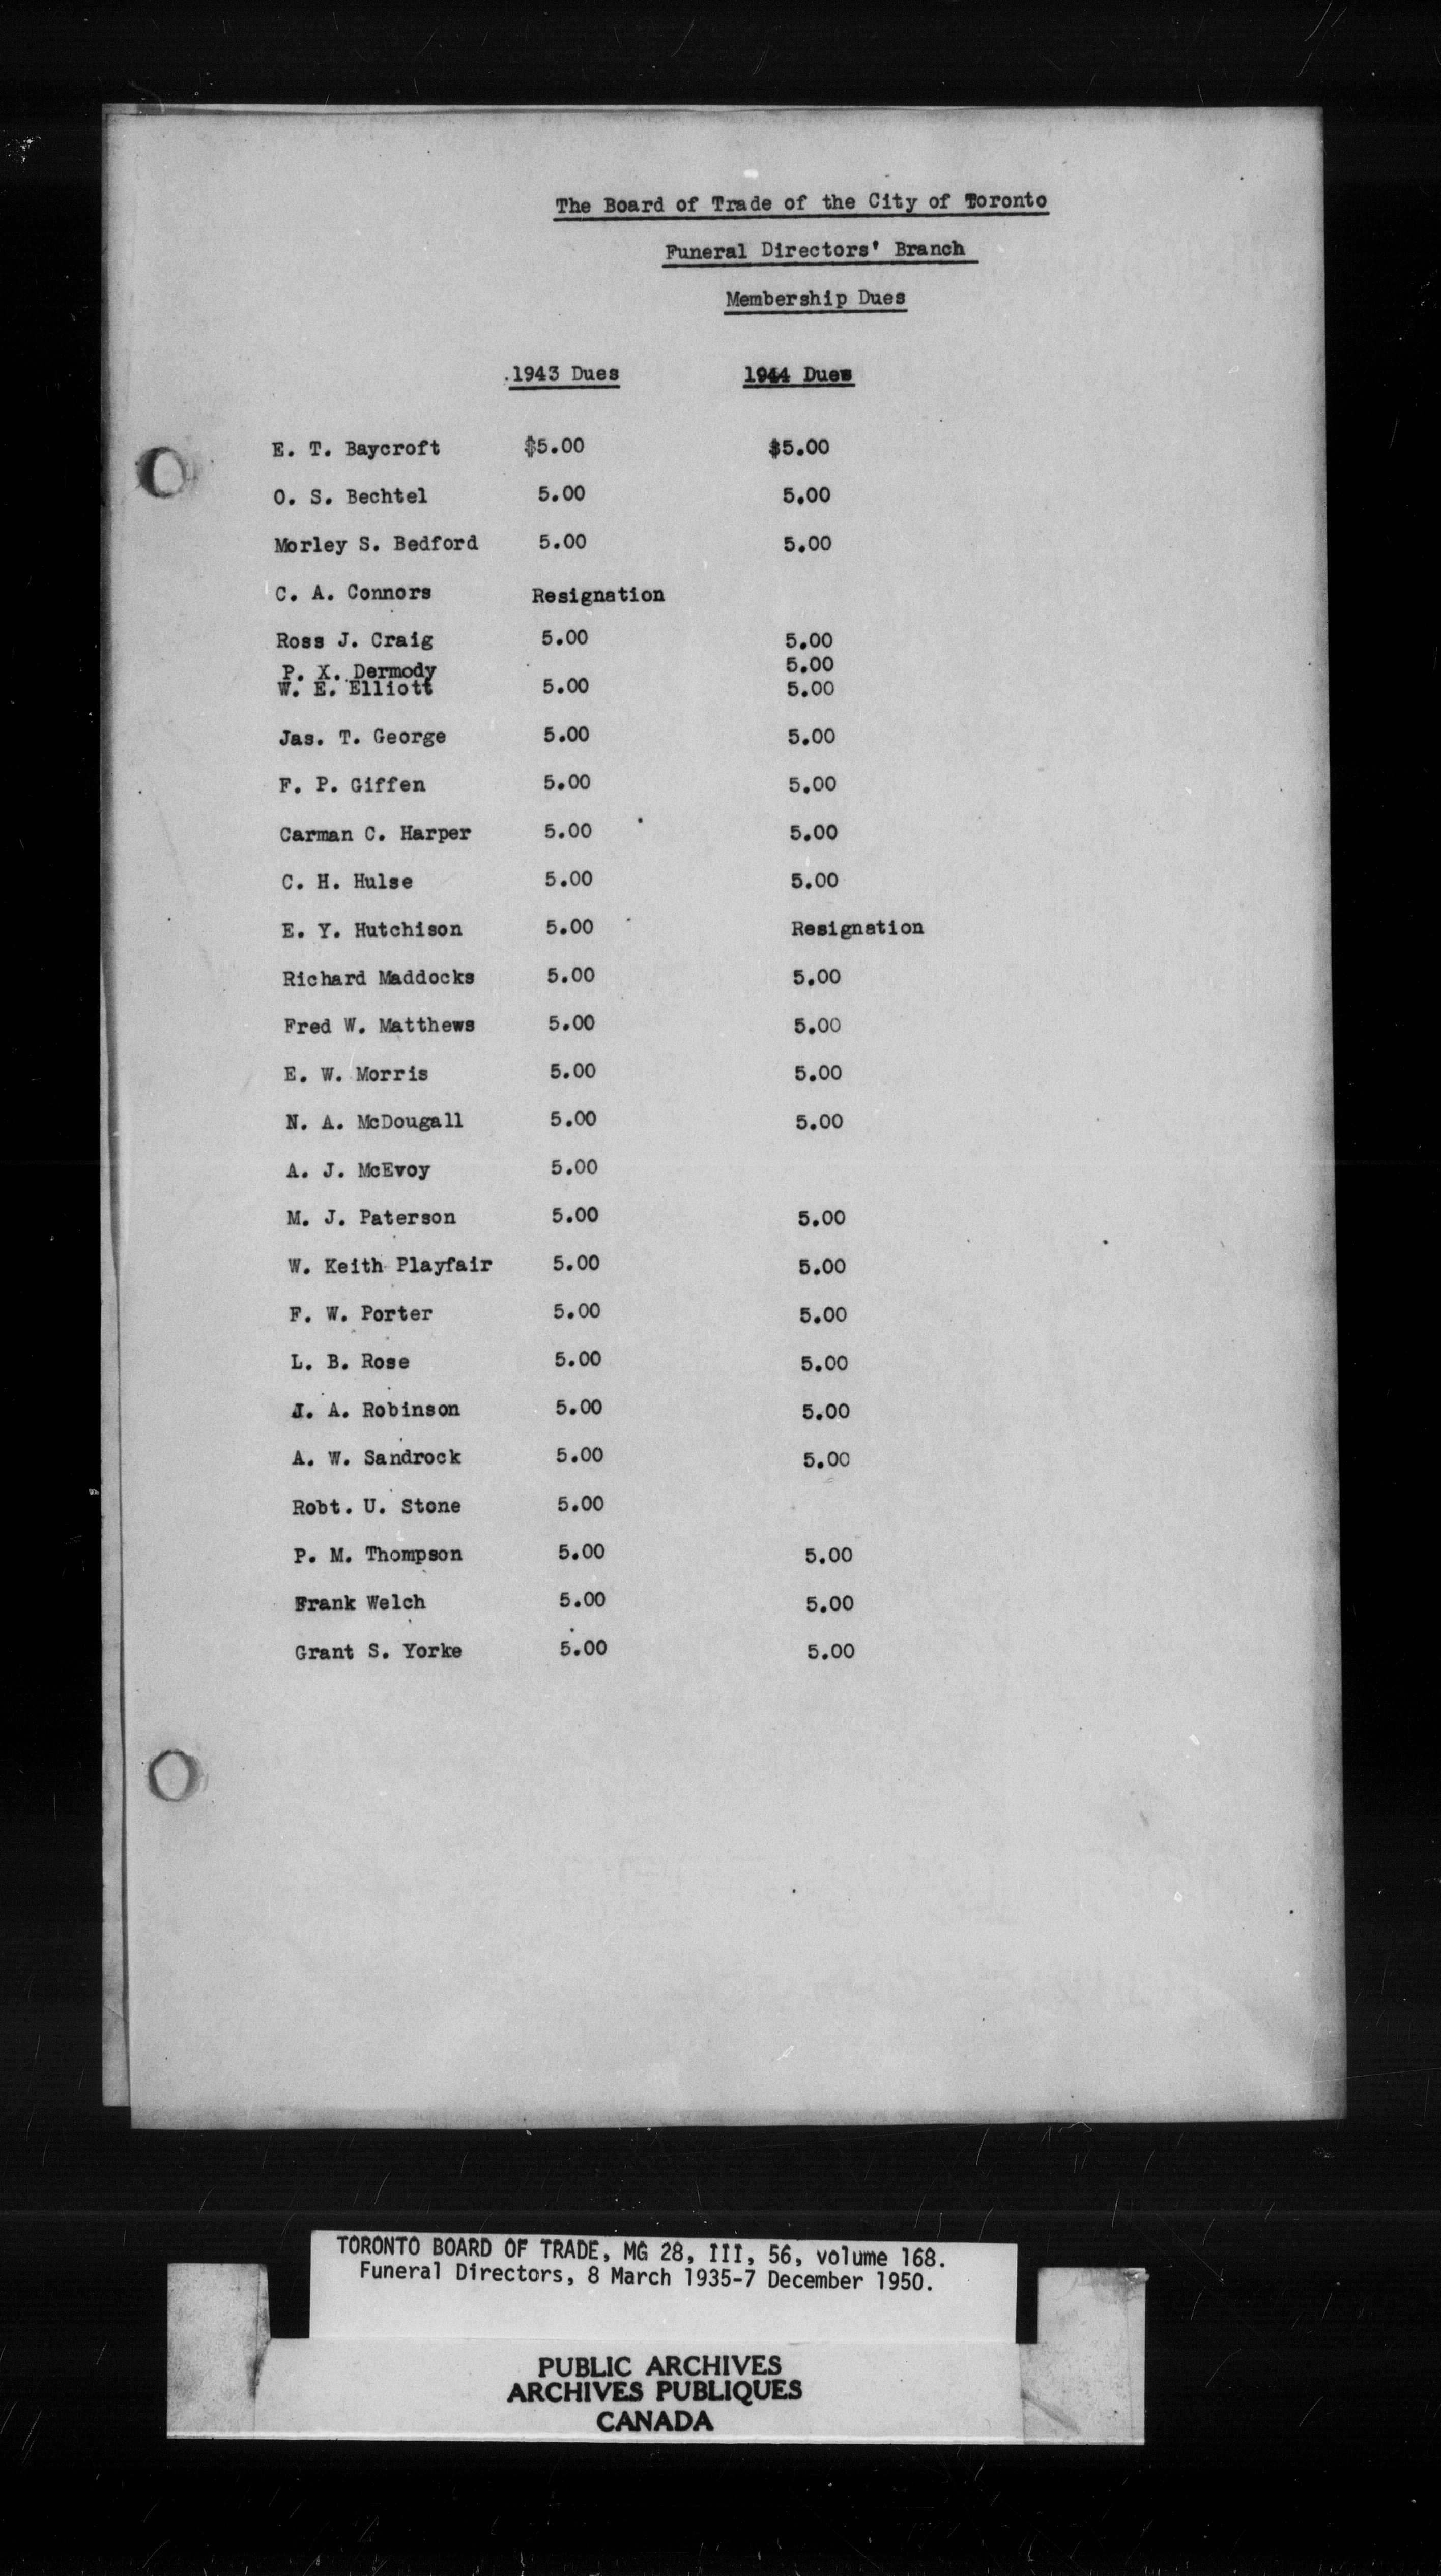 The Board of Trade of the City of Toronto
Funeral Directors' Branch
Membership Dues
1943 Dues 1944 Dues
E. T. Baycroft $5.00 $5.00
O. S. Bechtel 5.00 5.00
Morley S. Bedford 5.00 5.00
C. A. Connors Resignation
Ross J. Craig 5.00 5.00
P. X. Dermody 5.00
W. E. Elliott 5.00 5.00
Jas. T. George 5.00 5.00
F. P. Giffen 5.00 5.00
Carman C. Harper 5.00 5.00
C. H. Hulse 5.00 5.00
E. Y. Hutchison 5.00 Resignation
Richard Maddocks 5.00 5.00
Fred W. Matthews 5.00 5.00
E. W. Morris 5.00 5.00
N. A. McDougall 5.00 5.00
A. J. McEvoy 5.00
M. J. Paterson 5.00 5.00
W. Keith Playfair 5.00 5.00
F. W. Porter 5.00 5.00
L. B. Rose 5.00 5.00
J. A. Robinson 5.00 5.00
A. W. Sandrock 5.00 5.00
Robt. U. Stone 5.00
P. M. Thompson 5.00 5.00
Frank Welch 5.00 5.00
Grant S. Yorke 5.00 5.00
TORONTO BOARD OF TRADE, MG 28, III, 56, volume 168.
Funeral Directors, 8 March 1935-7 December 1950.
PUBLIC ARCHIVES
ARCHIVES PUBLIQUES
CANADA